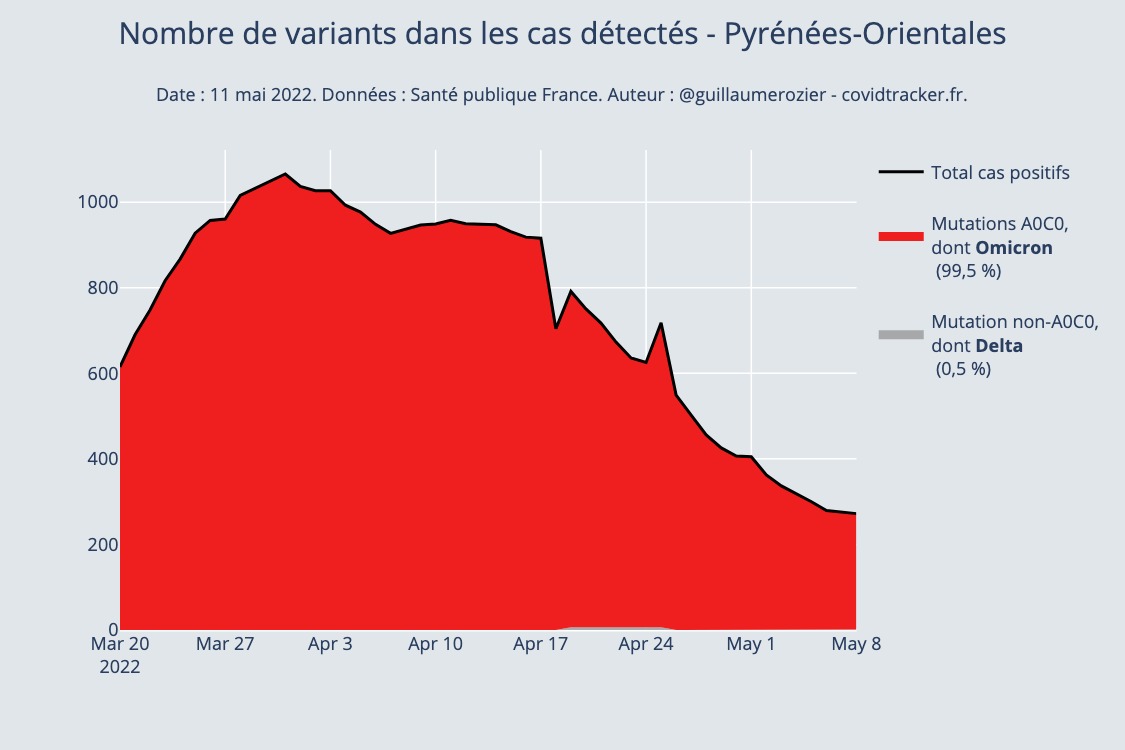 Nombre de variants dans les cas détectés - Pyrénées-Orientales
Date : 11 mai 2022. Données : Santé publique France. Auteur : @guillaumerozier - covidtracker.fr.
Total cas positifs
Mutations A0C0,
dont Omicron
(99,5 %)
Mutation non-A0C0,
dont Delta
(0,5 %)
1000
800
600
400
200
0
Mar 20
2022
Mar 27
Apr 3
Apr 10
Apr 17
Apr 24
May 1
May 8